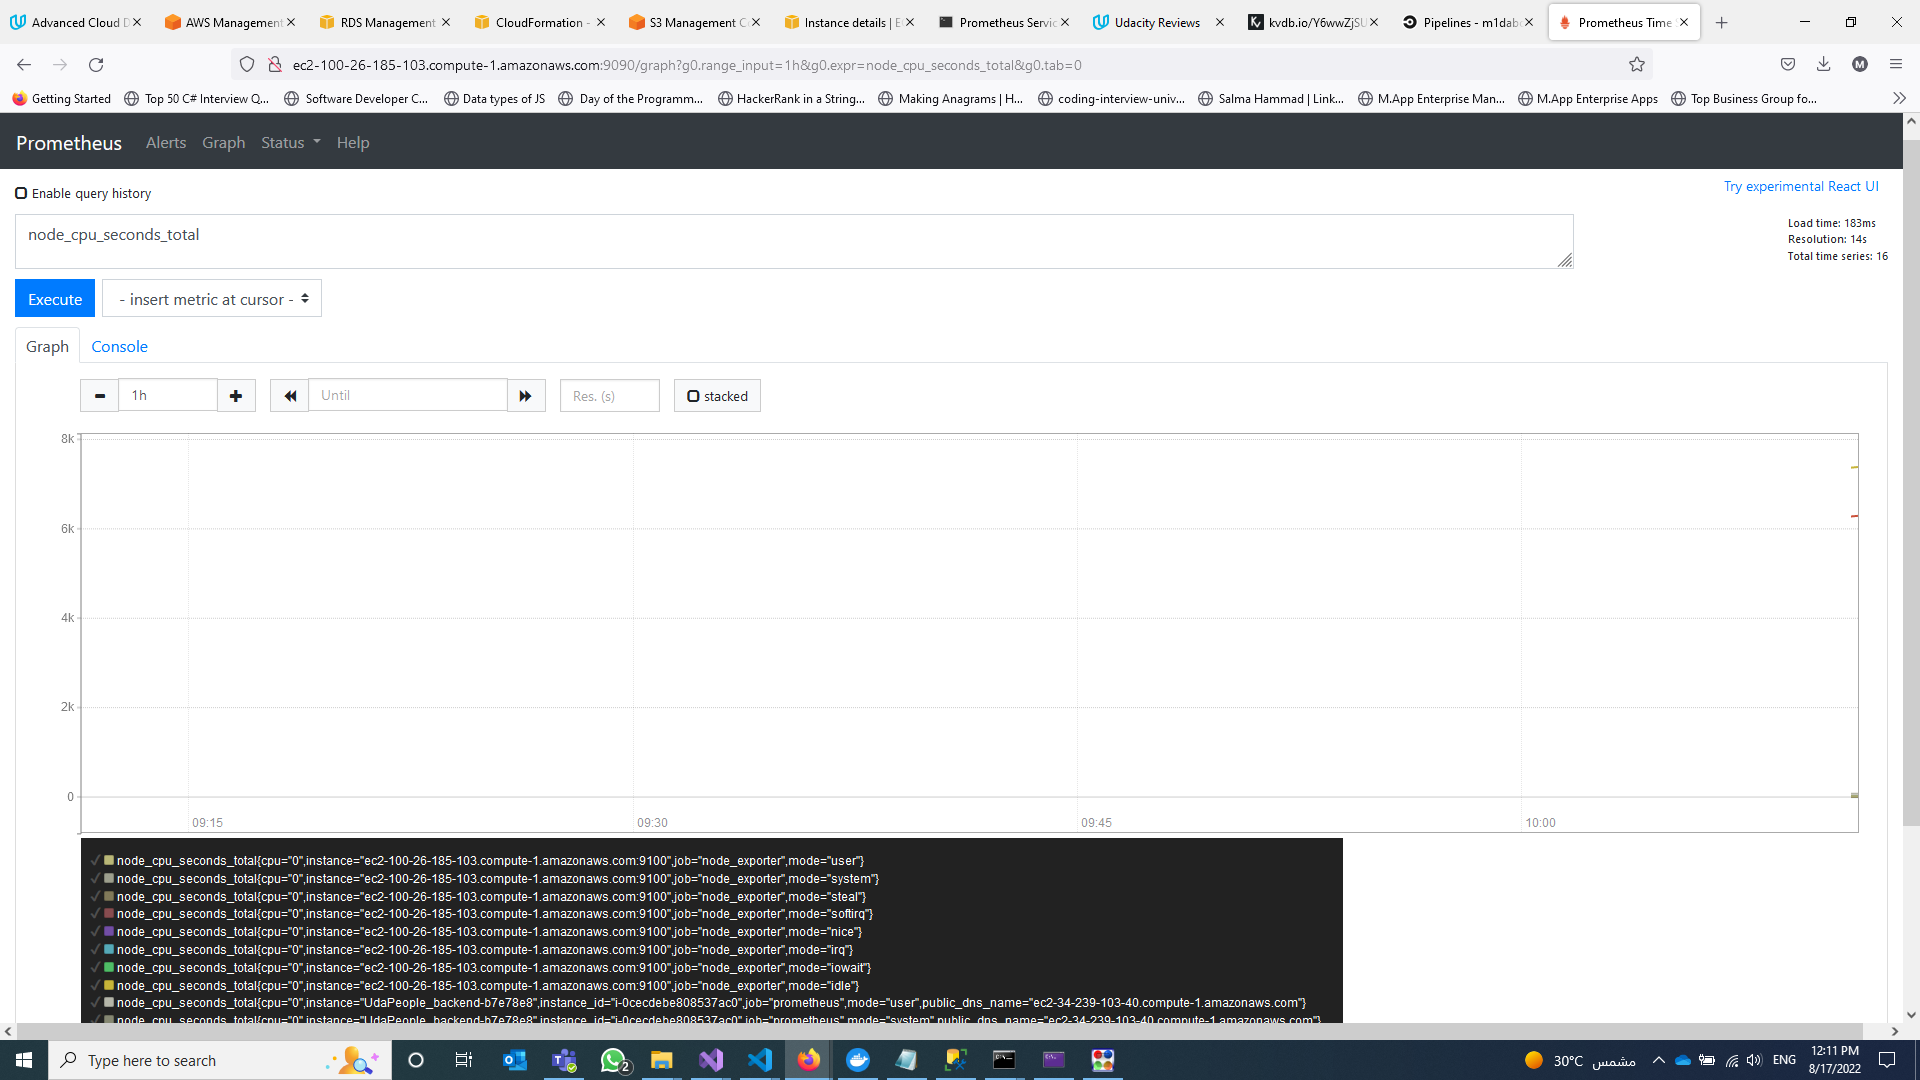 Advanced Cloud D
AWS Management
RDS Management
CloudFormation -
S3 Management Co
Instance details | E
Prometheus Servic
Udacity Reviews
kvdb.io/Y6wwZjSU
Pipelines - m1dab
Prometheus Time
ec2-100-26-185-103.compute-1.amazonaws.com:9090/graph?g0.range_input=1h&g0.expr=node_cpu_seconds_total&g0.tab=0
M
Getting Started
Top 50 C# Interview Q...
Software Developer C...
Data types of JS
Day of the Programm...
HackerRank in a String...
Making Anagrams | H...
coding-interview-univ...
Salma Hammad | Link...
M.App Enterprise Man...
M.App Enterprise Apps
Top Business Group fo...
Prometheus
Alerts
Graph
Status
Help
Enable query history
Try experimental React UI
node_cpu_seconds_total
Load time: 183ms
Resolution: 14s
Total time series: 16
Execute
- insert metric at cursor -
Graph
Console
1h
Until
Res. (s)
stacked
8k
6k
4k
2k
0
09:15
09:30
09:45
10:00
node_cpu_seconds_total{cpu="0",instance="ec2-100-26-185-103.compute-1.amazonaws.com:9100",job="node_exporter",mode="user"}
node_cpu_seconds_total{cpu="0",instance="ec2-100-26-185-103.compute-1.amazonaws.com:9100",job="node_exporter",mode="system"}
node_cpu_seconds_total{cpu="0",instance="ec2-100-26-185-103.compute-1.amazonaws.com:9100",job="node_exporter",mode="steal"}
node_cpu_seconds_total{cpu="0",instance="ec2-100-26-185-103.compute-1.amazonaws.com:9100",job="node_exporter",mode="softirq"}
node_cpu_seconds_total{cpu="0",instance="ec2-100-26-185-103.compute-1.amazonaws.com:9100",job="node_exporter",mode="nice"}
node_cpu_seconds_total{cpu="0",instance="ec2-100-26-185-103.compute-1.amazonaws.com:9100",job="node_exporter",mode="irq"}
node_cpu_seconds_total{cpu="0",instance="ec2-100-26-185-103.compute-1.amazonaws.com:9100",job="node_exporter",mode="iowait"}
node_cpu_seconds_total{cpu="0",instance="ec2-100-26-185-103.compute-1.amazonaws.com:9100",job="node_exporter",mode="idle"}
node_cpu_seconds_total{cpu="0",instance="UdaPeople_backend-b7e78e8",instance_id="i-0cecdebe808537ac0",job="prometheus",mode="user",public_dns_name="ec2-34-239-103-40.compute-1.amazonaws.com"}
node_cpu_seconds_total{cpu="0",instance="UdaPeople_backend-b7e78e8",instance_id="i-0cecdebe808537ac0",job="prometheus",mode="system",public_dns_name="ec2-34-239-103-40.compute-1.amazonaws.com"}
Type here to search
2
30°C مشمس
ENG
12:11 PM
8/17/2022